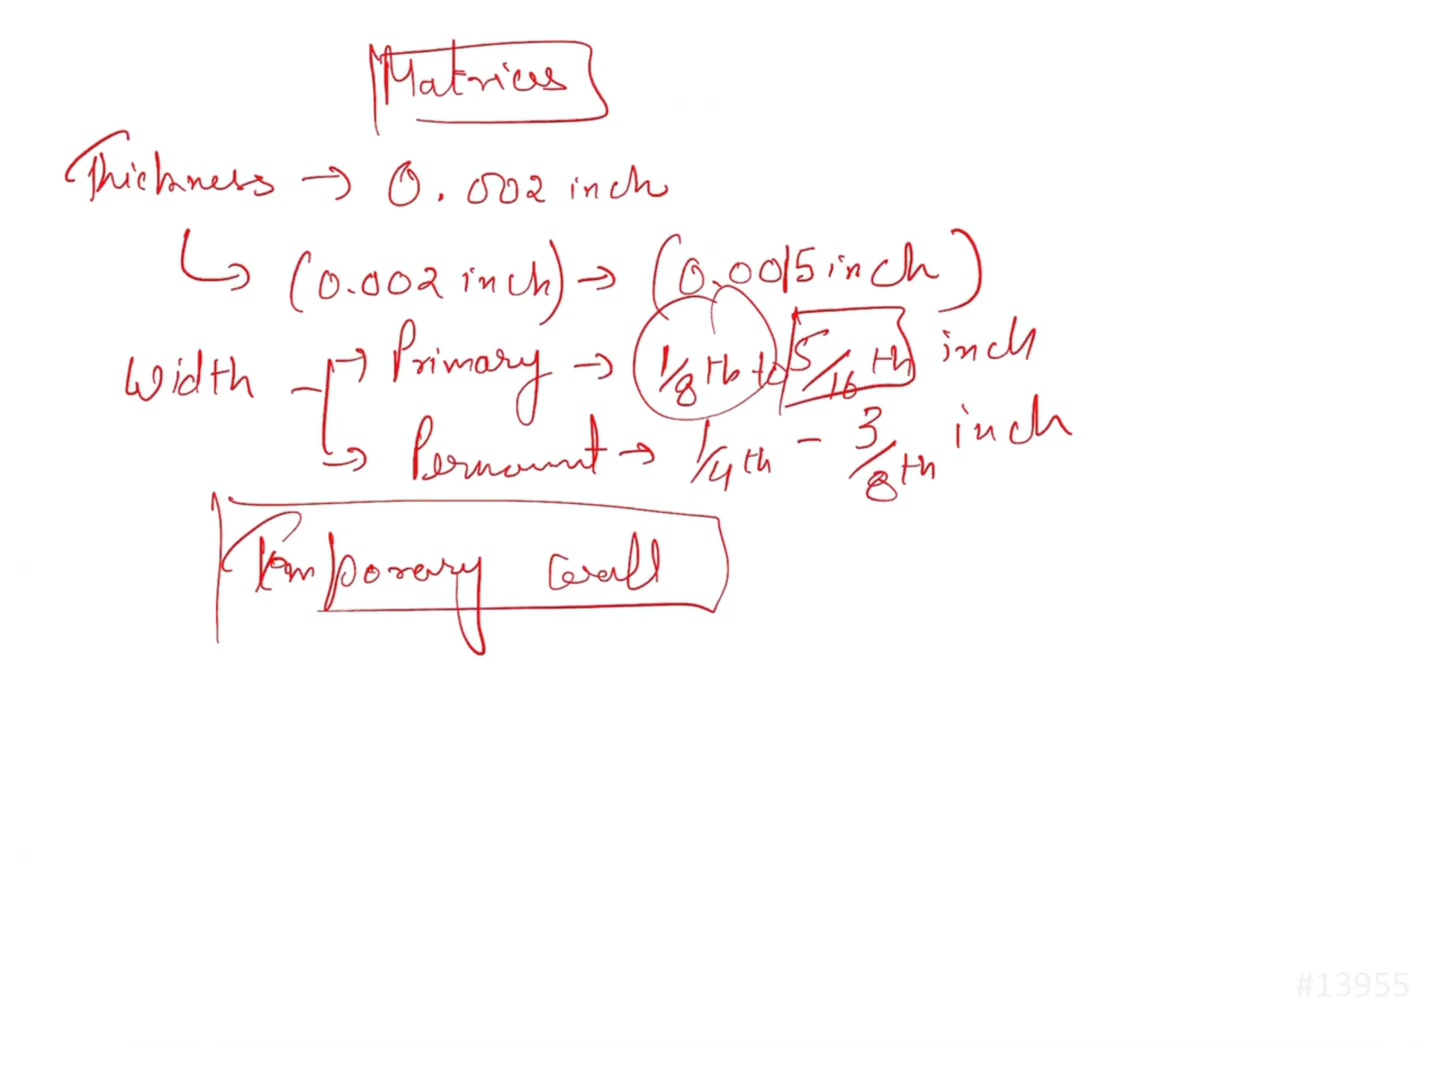 Matrices
Thickness → 0.002 inch
↳ (0.002 inch) → (0.0015 inch)
Width → Primary → 1/8th to 5/16th inch
→ Permanunt → 1/4th - 3/8th inch
Temporary wall
#13955